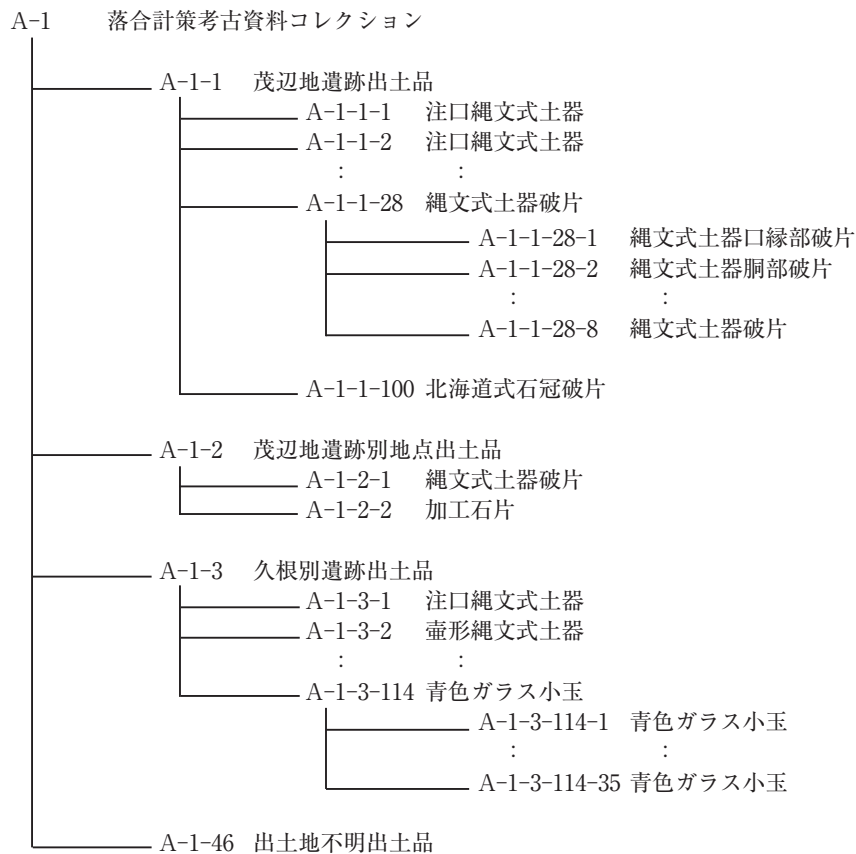 A-1 落合計策考古資料コレクション
A-1-1 茂辺地遺跡出土品
A-1-1-1 注口縄文式土器
A-1-1-2 注口縄文式土器
: :
A-1-1-28 縄文式土器破片
A-1-1-28-1 縄文式土器口縁部破片
A-1-1-28-2 縄文式土器胴部破片
: :
A-1-1-28-8 縄文式土器破片
A-1-1-100 北海道式石冠破片
A-1-2 茂辺地遺跡別地点出土品
A-1-2-1 縄文式土器破片
A-1-2-2 加工石片
A-1-3 久根別遺跡出土品
A-1-3-1 注口縄文式土器
A-1-3-2 壷形縄文式土器
: :
A-1-3-114 青色ガラス小玉
A-1-3-114-1 青色ガラス小玉
: :
A-1-3-114-35 青色ガラス小玉
A-1-46 出土地不明出土品